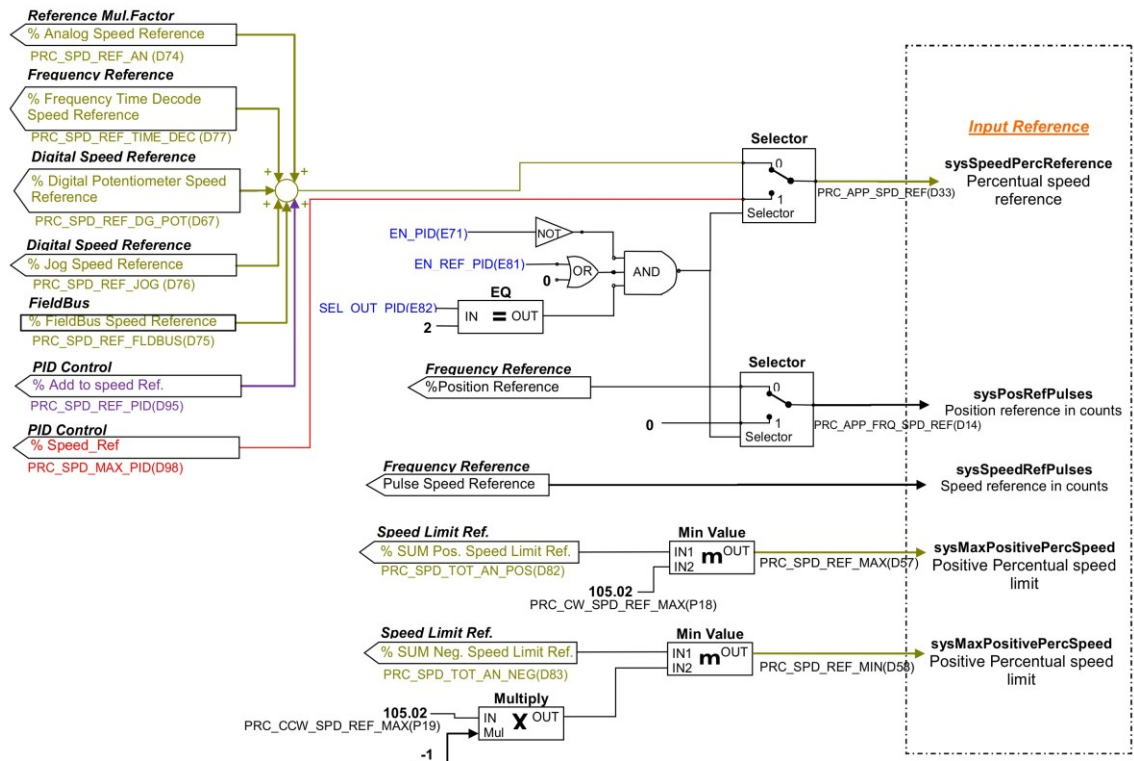 Reference Mul.Factor
% Analog Speed Reference
PRC_SPD_REF_AN(D74)
Frequency Reference
% Frequency Time Decode
Speed Reference
PRC_SPD_REF_TIME_DEC (D77)
Digital Speed Reference
% Digital Potentiometer Speed
Reference
PRC_SPD_REF_DG_POT(D67)
Digital Speed Reference
% Jog Speed Reference
PRC_SPD_REF_JOG (D76)
FieldBus
% FieldBus Speed Reference
PRC_SPD_REF_FLDBUS(D75)
PID Control
% Add to speed Ref.
PRC_SPD_REF_PID(D95)
PID Control
% Speed_Ref
PRC_SPD_MAX_PID(D98)
+ +
+ +
EN_PID(E71)
NOT
EN_REF_PID(E81)
0
OR
AND
SEL_OUT_PID(E82)
2
EQ
IN = OUT
Selector
0
1
Selector
PRC_APP_SPD_REF(D33)
Frequency Reference
%Position Reference
0
Selector
0
1
Selector
PRC_APP_FRQ_SPD_REF(D14)
Frequency Reference
Pulse Speed Reference
Speed Limit Ref.
% SUM Pos. Speed Limit Ref.
PRC_SPD_TOT_AN_POS(D82)
105.02
PRC_CW_SPD_REF_MAX(P18)
Min Value
IN1 m OUT
IN2
PRC_SPD_REF_MAX(D57)
Speed Limit Ref.
% SUM Neg. Speed Limit Ref.
PRC_SPD_TOT_AN_NEG(D83)
Min Value
IN1 m OUT
IN2
PRC_SPD_REF_MIN(D58)
105.02
PRC_CCW_SPD_REF_MAX(P19)
Multiply
IN X OUT
Mul
-1
Input Reference
sysSpeedPercReference
Percentual speed
reference
sysPosRefPulses
Position reference in counts
sysSpeedRefPulses
Speed reference in counts
sysMaxPositivePercSpeed
Positive Percentual speed
limit
sysMaxPositivePercSpeed
Positive Percentual speed
limit